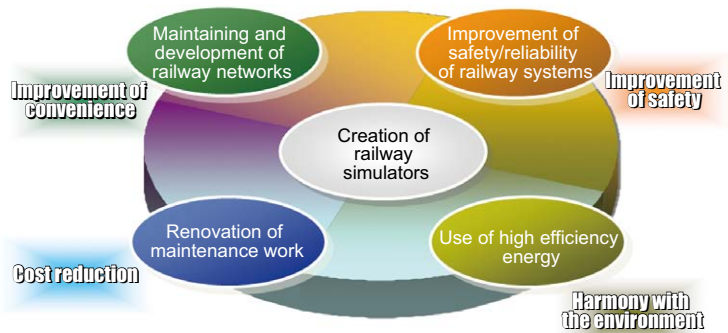 Maintaining and
development of
railway networks
Improvement of
safety/reliability
of railway systems
Improvement of
convenience
Improvement
of safety
Creation of
railway
simulators
Renovation of
maintenance work
Use of high efficiency
energy
Cost reduction
Harmony with
the environment